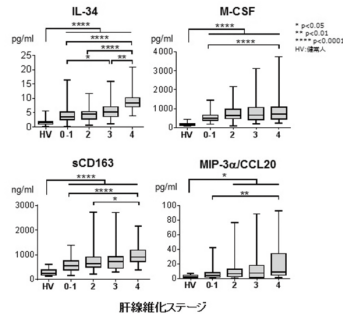 IL-34
pg/ml
****
****
****
*
**
25
20
15
10
5
0
HV 0-1 2 3 4
M-CSF
pg/ml
****
****
4000
3000
2000
1000
0
HV 0-1 2 3 4
* p<0.05
** p<0.01
**** p<0.0001
HV:健常人
sCD163
ng/ml
****
****
*
3000
2000
1000
0
HV 0-1 2 3 4
MIP-3α/CCL20
pg/ml
*
**
100
80
60
40
20
0
HV 0-1 2 3 4
肝線維化ステージ